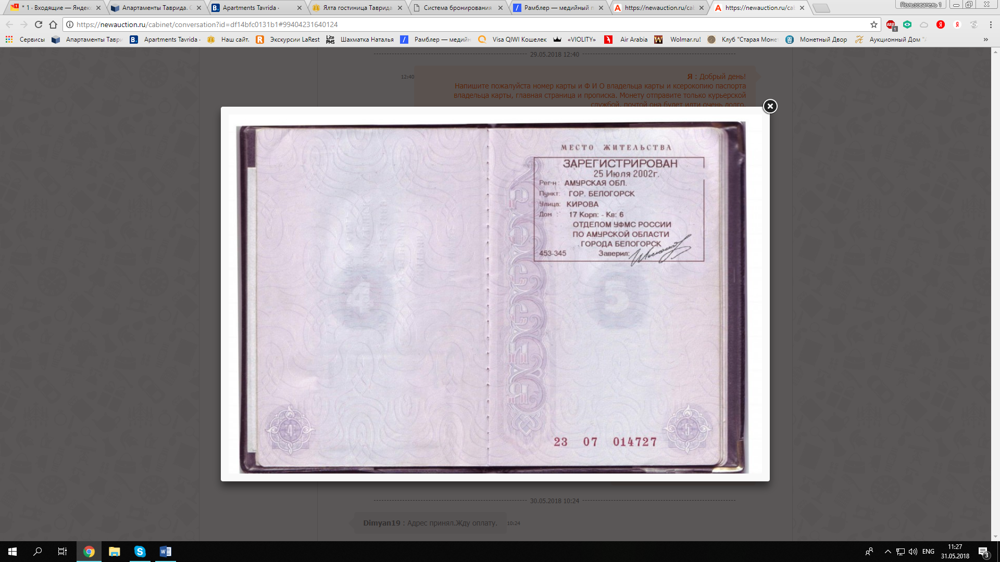 * 1 · Входящие — Яндекс
Апартаменты Таврида. С
Apartments Tavrida ·
Ялта гостиница Таврида
Система бронирования
Рамблер — медийный п
https://newauction.ru/cab
https://newauction.ru/cab
Пользователь 1
https://newauction.ru/cabinet/conversation?id=df14bfc0131b1#99404231640124
Сервисы
Апартаменты Таври
Apartments Tavrida ·
Наш сайт.
Экскурсии LaRest
Шахматка Наталья
Рамблер — медийн
Visa QIWI Кошелек
«VIOLITY»
Air Arabia
Wolmar.ru!
Клуб "Старая Монет
Монетный Двор
Аукционный Дом "
29.05.2018 12:40
12:40
Я : Добрый день!
Напишите пожалуйста номер карты и Ф И О владельца карты и ксерокопию паспорта
владельца карты, главная страница и прописка. Монету отправите только курьерской
службой, почтой она будет идти очень долго.
МЕСТО ЖИТЕЛЬСТВА
ЗАРЕГИСТРИРОВАН
25 Июля 2002г.
Рег-н: АМУРСКАЯ ОБЛ.
Пункт: ГОР. БЕЛОГОРСК
Улица: КИРОВА
Дом : 17 Корп: - Кв: 6
ОТДЕЛОМ УФМС РОССИИ
ПО АМУРСКОЙ ОБЛАСТИ
ГОРОДА БЕЛОГОРСК
453-345 Заверил:
4
5
4
5
23 07 014727
30.05.2018 10:24
Dimyan19 : Адрес принял.Жду оплату. 10:24
ENG
11:27
31.05.2018
3